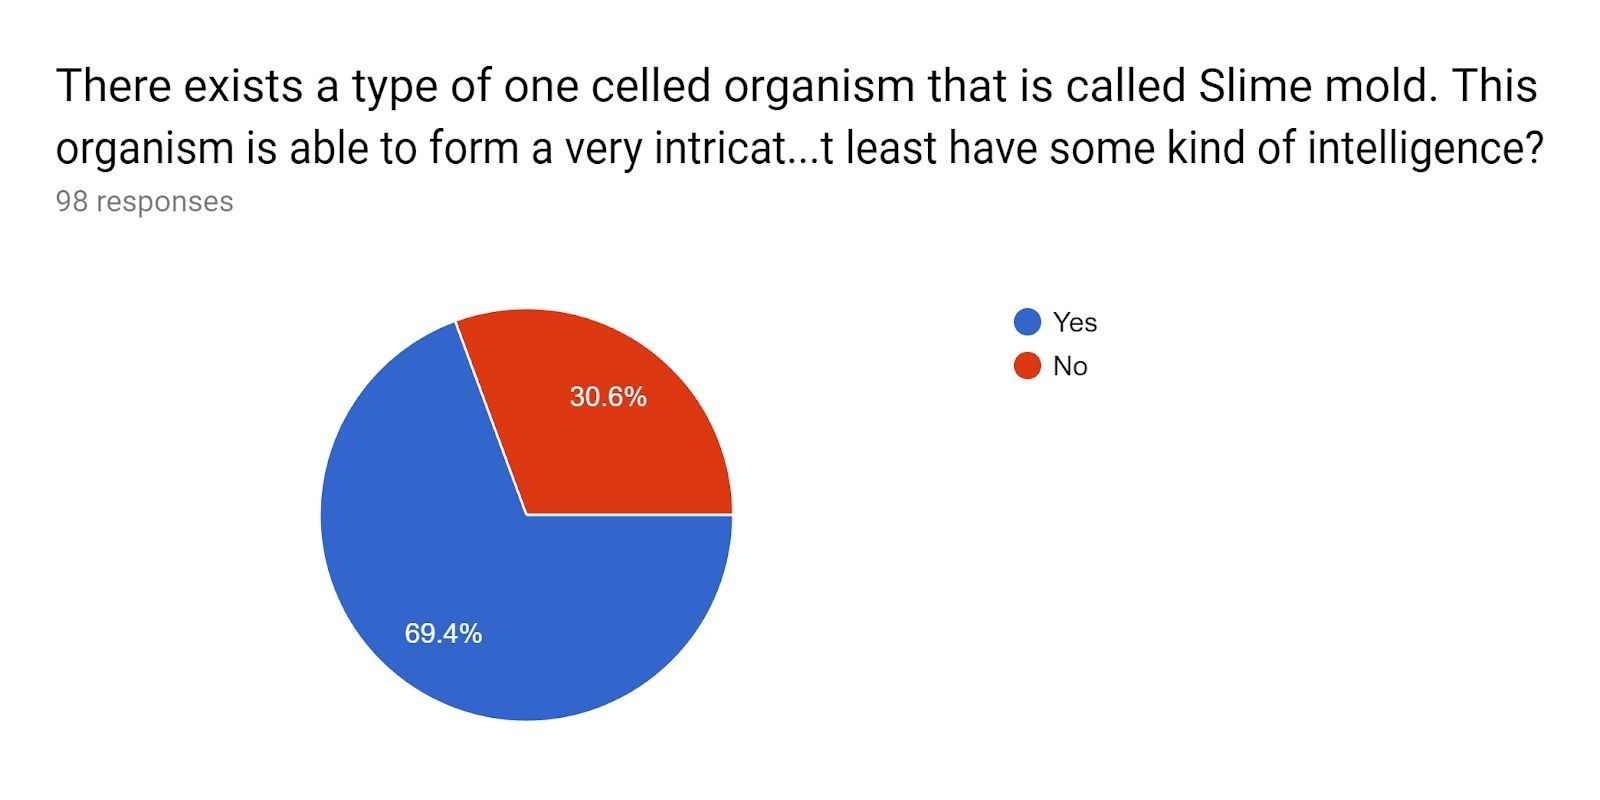 There exists a type of one celled organism that is called Slime mold. This
organism is able to form a very intricat...t least have some kind of intelligence?
98 responses
Yes
No
30.6%
69.4%